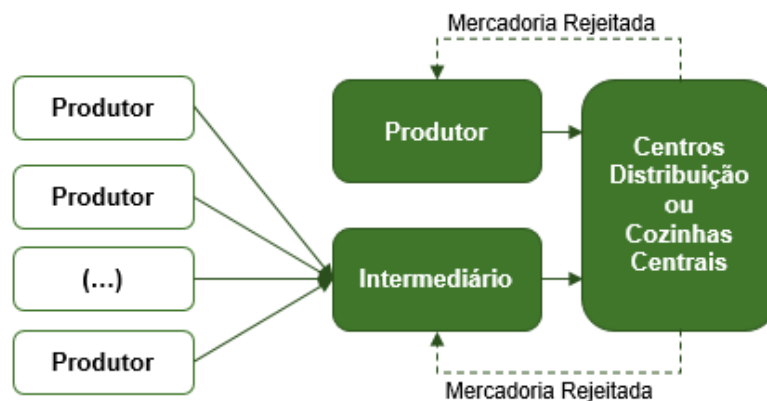 Mercadoria Rejeitada
Produtor
Produtor
(...)
Produtor
Produtor
Intermediário
Centros
Distribuição
ou
Cozinhas
Centrais
Mercadoria Rejeitada